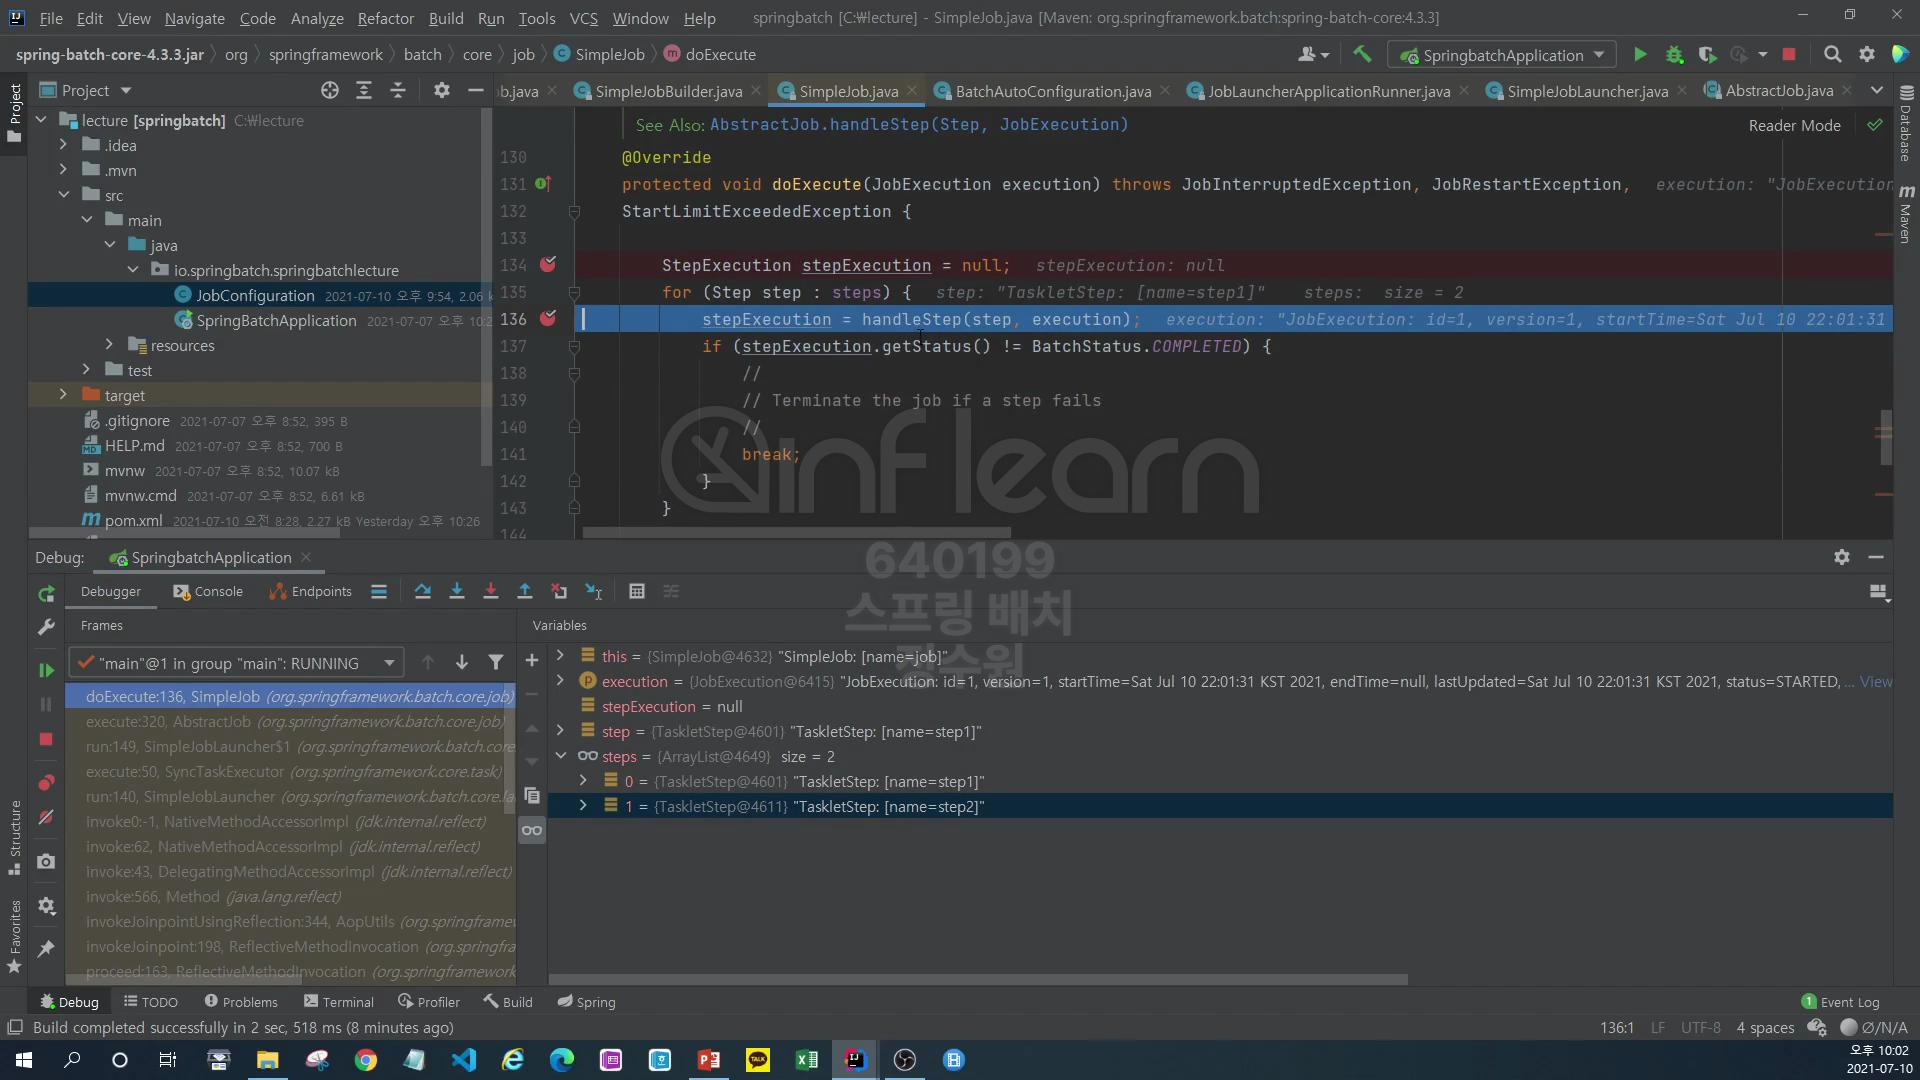 File Edit View Navigate Code Analyze Refactor Build Run Tools VCS Window Help springbatch [C:￦lecture] - SimpleJob.java [Maven: org.springframework.batch:spring-batch-core:4.3.3]
spring-batch-core-4.3.3.jar org springframework batch core job SimpleJob doExecute SpringbatchApplication
Project ob.java SimpleJobBuilder.java SimpleJob.java BatchAutoConfiguration.java JobLauncherApplicationRunner.java SimpleJobLauncher.java AbstractJob.java
Project
Database
Maven
Structure
Favorites
lecture [springbatch] C:￦lecture
.idea
.mvn
src
main
java
io.springbatch.springbatchlecture
JobConfiguration 2021-07-10 오후 9:54, 2.06 k
SpringBatchApplication 2021-07-10 오후
resources
test
target
.gitignore 2021-07-07 오후 8:52, 395 B
HELP.md 2021-07-07 오후 8:52, 700 B
mvnw 2021-07-07 오후 8:52, 10.07 kB
mvnw.cmd 2021-07-07 오후 8:52, 6.61 kB
pom.xml 2021-07-10 오전 8:28, 2.27 kB Yesterday 오후 10:26
See Also: AbstractJob.handleStep(Step, JobExecution)
Reader Mode
130 @Override
131 protected void doExecute(JobExecution execution) throws JobInterruptedException, JobRestartException, execution: "JobExecution
132 StartLimitExceededException {
133
134 StepExecution stepExecution = null; stepExecution: null
135 for (Step step : steps) { step: "TaskletStep: [name=step1]" steps: size = 2
136 stepExecution = handleStep(step, execution); execution: "JobExecution: id=1, version=1, startTime=Sat Jul 10 22:01:31
137 if (stepExecution.getStatus() != BatchStatus.COMPLETED) {
138 //
139 // Terminate the job if a step fails
140 //
141 break;
142 }
143 }
144
inflearn
640199
스프링 배치
정수원
Debug: SpringbatchApplication
Debugger Console Endpoints
Frames
"main"@1 in group "main": RUNNING
doExecute:136, SimpleJob (org.springframework.batch.core.job)
execute:320, AbstractJob (org.springframework.batch.core.job)
run:149, SimpleJobLauncher$1 (org.springframework.batch.core.
execute:50, SyncTaskExecutor (org.springframework.core.task)
run:140, SimpleJobLauncher (org.springframework.batch.core.la
invoke0:-1, NativeMethodAccessorImpl (jdk.internal.reflect)
invoke:62, NativeMethodAccessorImpl (jdk.internal.reflect)
invoke:43, DelegatingMethodAccessorImpl (jdk.internal.reflect)
invoke:566, Method (java.lang.reflect)
invokeJoinpointUsingReflection:344, AopUtils (org.springframew
invokeJoinpoint:198, ReflectiveMethodInvocation (org.springfra
proceed:163, ReflectiveMethodInvocation (org.springframework
Variables
this = {SimpleJob@4632} "SimpleJob: [name=job]"
execution = {JobExecution@6415} "JobExecution: id=1, version=1, startTime=Sat Jul 10 22:01:31 KST 2021, endTime=null, lastUpdated=Sat Jul 10 22:01:31 KST 2021, status=STARTED, ... View
stepExecution = null
step = {TaskletStep@4601} "TaskletStep: [name=step1]"
steps = {ArrayList@4649} size = 2
0 = {TaskletStep@4601} "TaskletStep: [name=step1]"
1 = {TaskletStep@4611} "TaskletStep: [name=step2]"
Debug TODO Problems Terminal Profiler Build Spring 1 Event Log
Build completed successfully in 2 sec, 518 ms (8 minutes ago) 136:1 LF UTF-8 4 spaces Ø/N/A
TALK
오후 10:02
2021-07-10